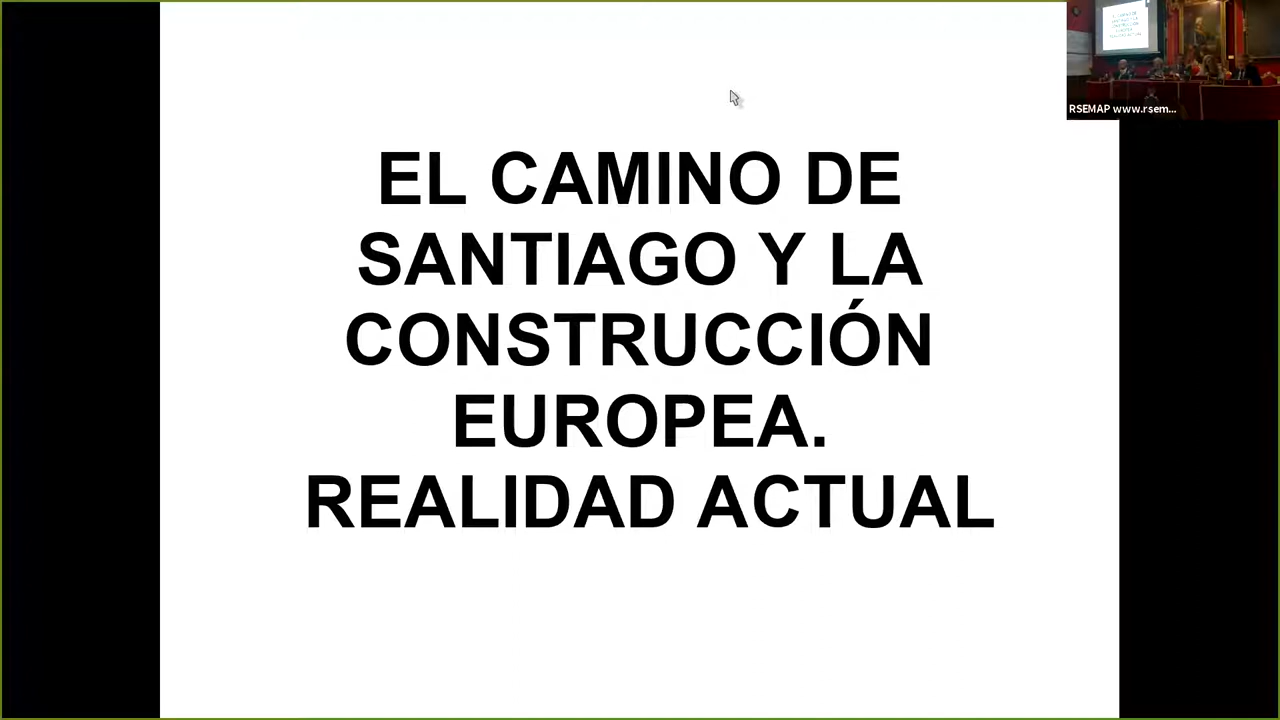 EL CAMINO DE
SANTIAGO Y LA
CONSTRUCCIÓN
EUROPEA.
REALIDAD ACTUAL
RSEMAP www.rsem...